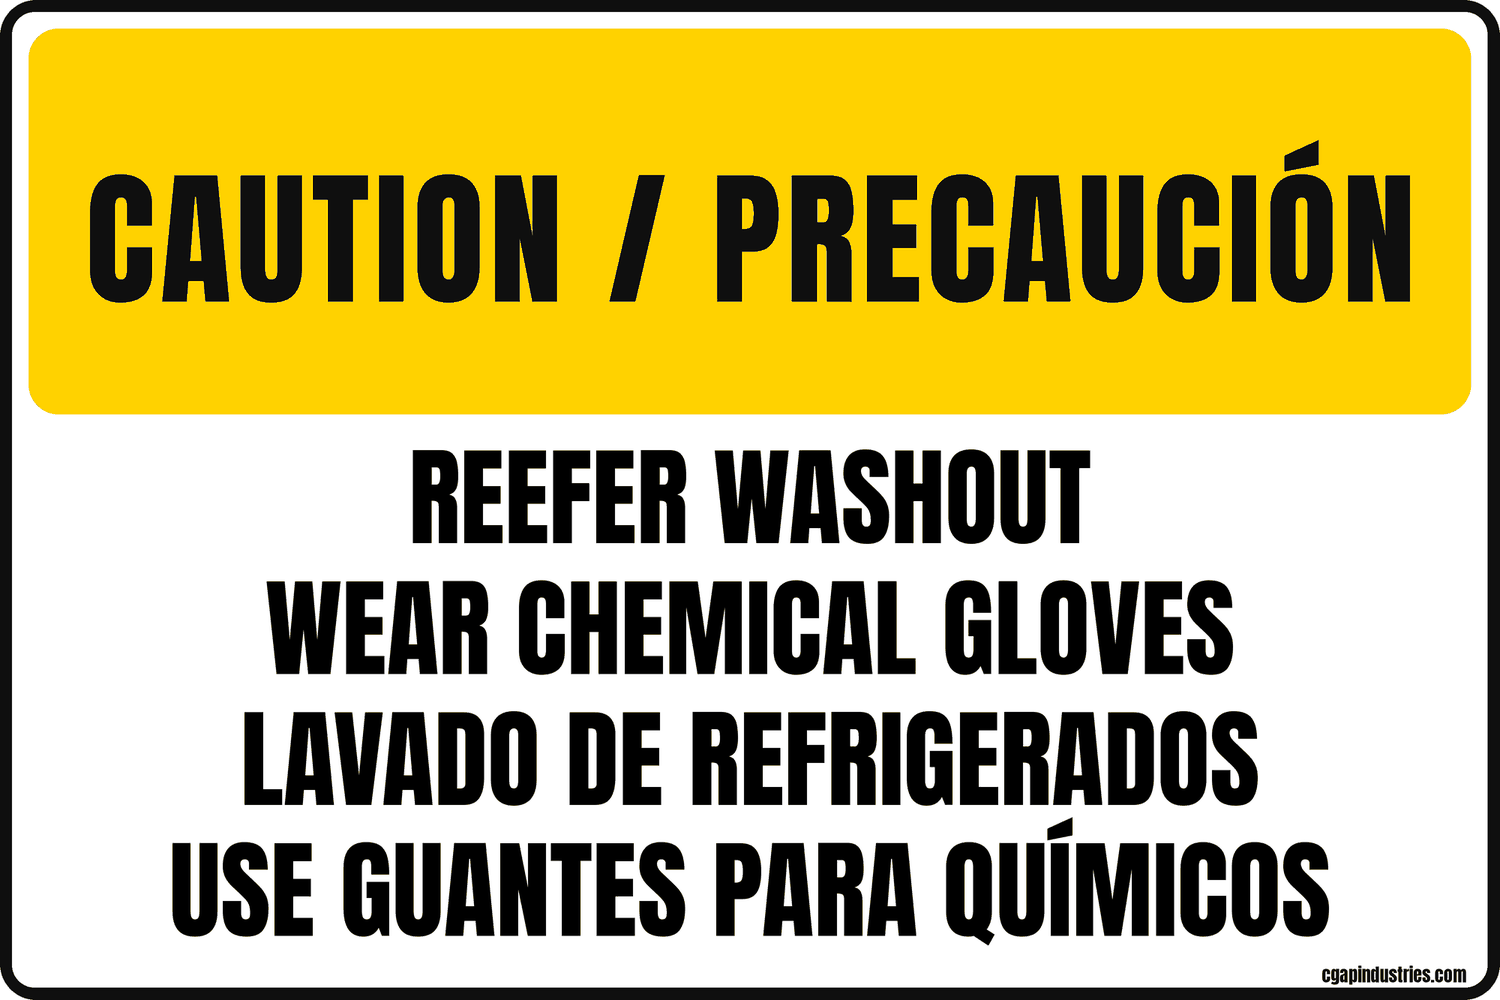 CAUTION / PRECAUCIÓN
REEFER WASHOUT
WEAR CHEMICAL GLOVES
LAVADO DE REFRIGERADOS
USE GUANTES PARA QUÍMICOS
cgapindustries.com